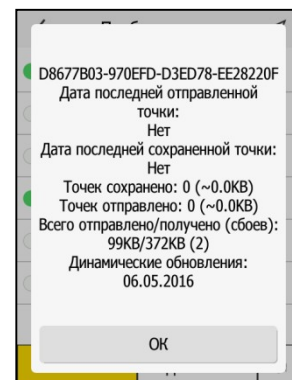 D8677B03-970EFD-D3ED78-EE28220F
Дата последней отправленной
точки:
Нет
Дата последней сохраненной точки:
Нет
Точек сохранено: 0 (~0.0KB)
Точек отправлено: 0 (~0.0KB)
Всего отправлено/получено (сбоев):
99KB/372KB (2)
Динамические обновления:
06.05.2016
ОК